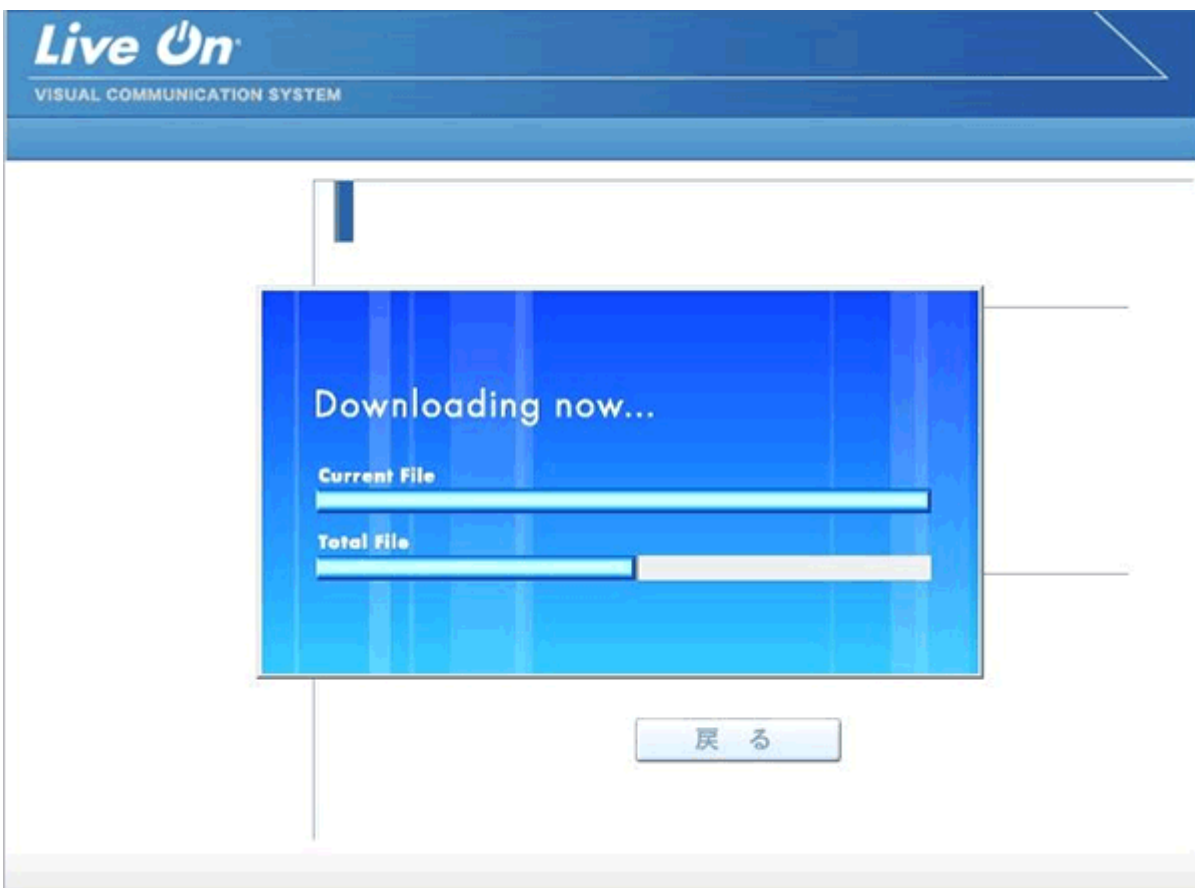 Live On
VISUAL COMMUNICATION SYSTEM
Downloading now...
Current File
Total File
戻 る